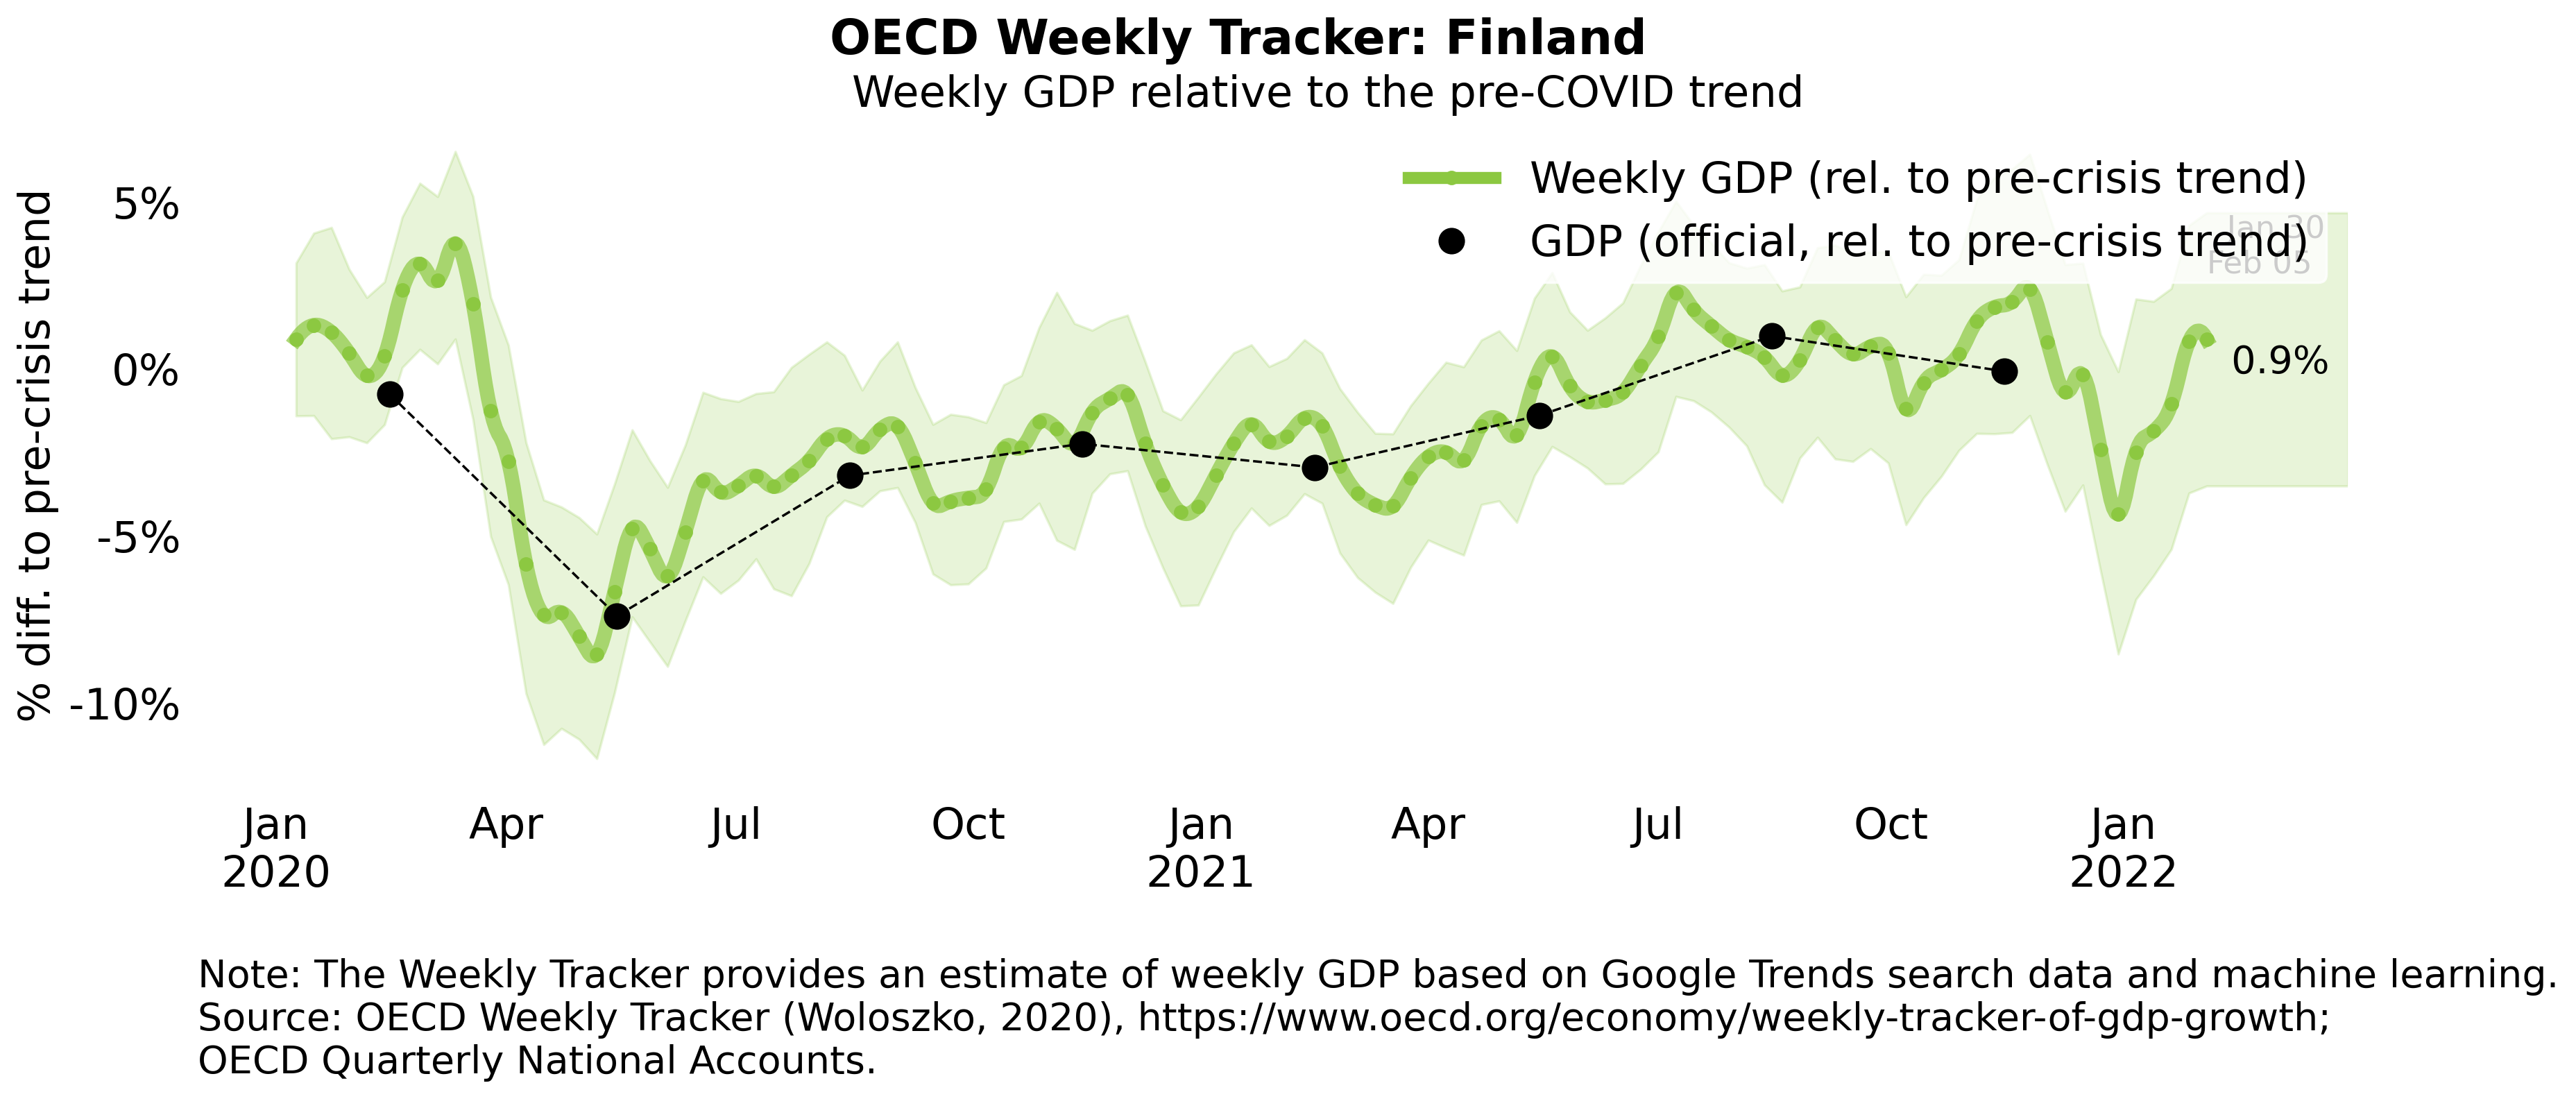 OECD Weekly Tracker: Finland
Weekly GDP relative to the pre-COVID trend
% diff. to pre-crisis trend
5%
0%
-5%
-10%
Weekly GDP (rel. to pre-crisis trend)
GDP (official, rel. to pre-crisis trend)
Jan 30
Feb 05
0.9%
Jan
2020
Apr
Jul
Oct
Jan
2021
Apr
Jul
Oct
Jan
2022
Note: The Weekly Tracker provides an estimate of weekly GDP based on Google Trends search data and machine learning.
Source: OECD Weekly Tracker (Woloszko, 2020), https://www.oecd.org/economy/weekly-tracker-of-gdp-growth;
OECD Quarterly National Accounts.